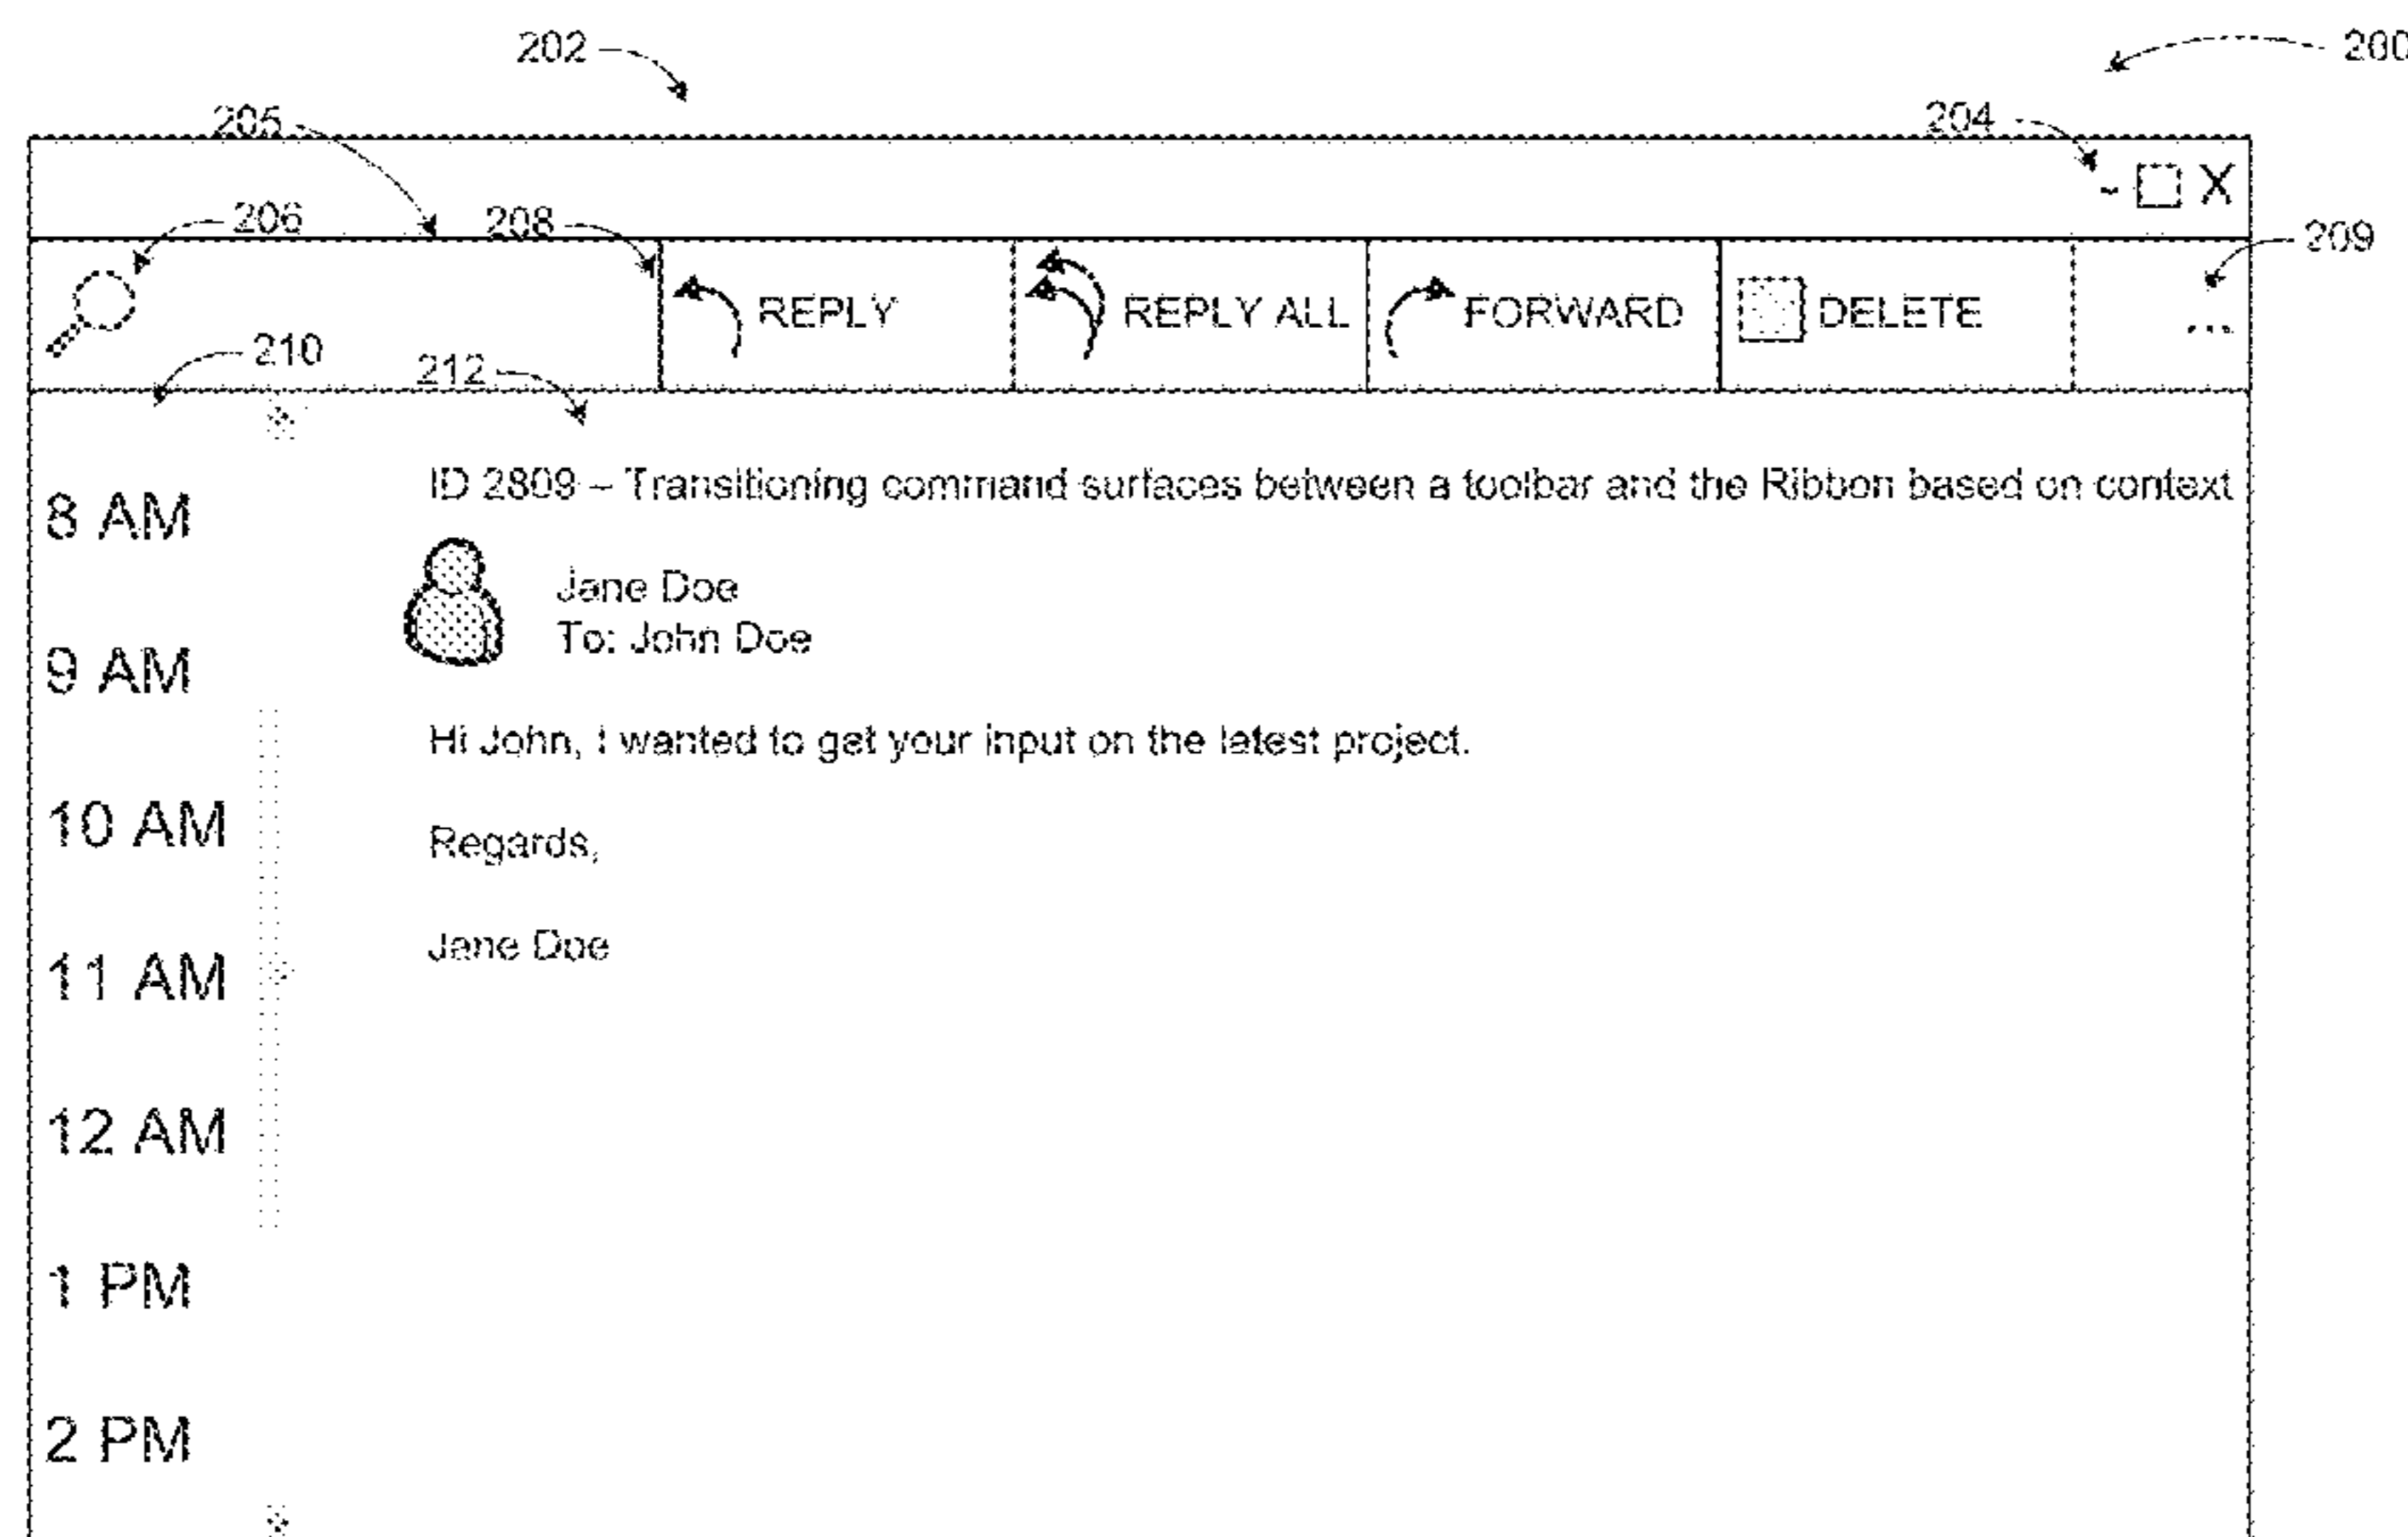 202
200
205
204
206
208
209
REPLY
REPLY ALL
FORWARD
DELETE
...
210
212
ID 2809 – Transitioning command surfaces between a toolbar and the Ribbon based on context
8 AM
Jane Doe
To: John Doe
9 AM
Hi John, I wanted to get your input on the latest project.
10 AM
Regards,
Jane Doe
11 AM
12 AM
1 PM
2 PM